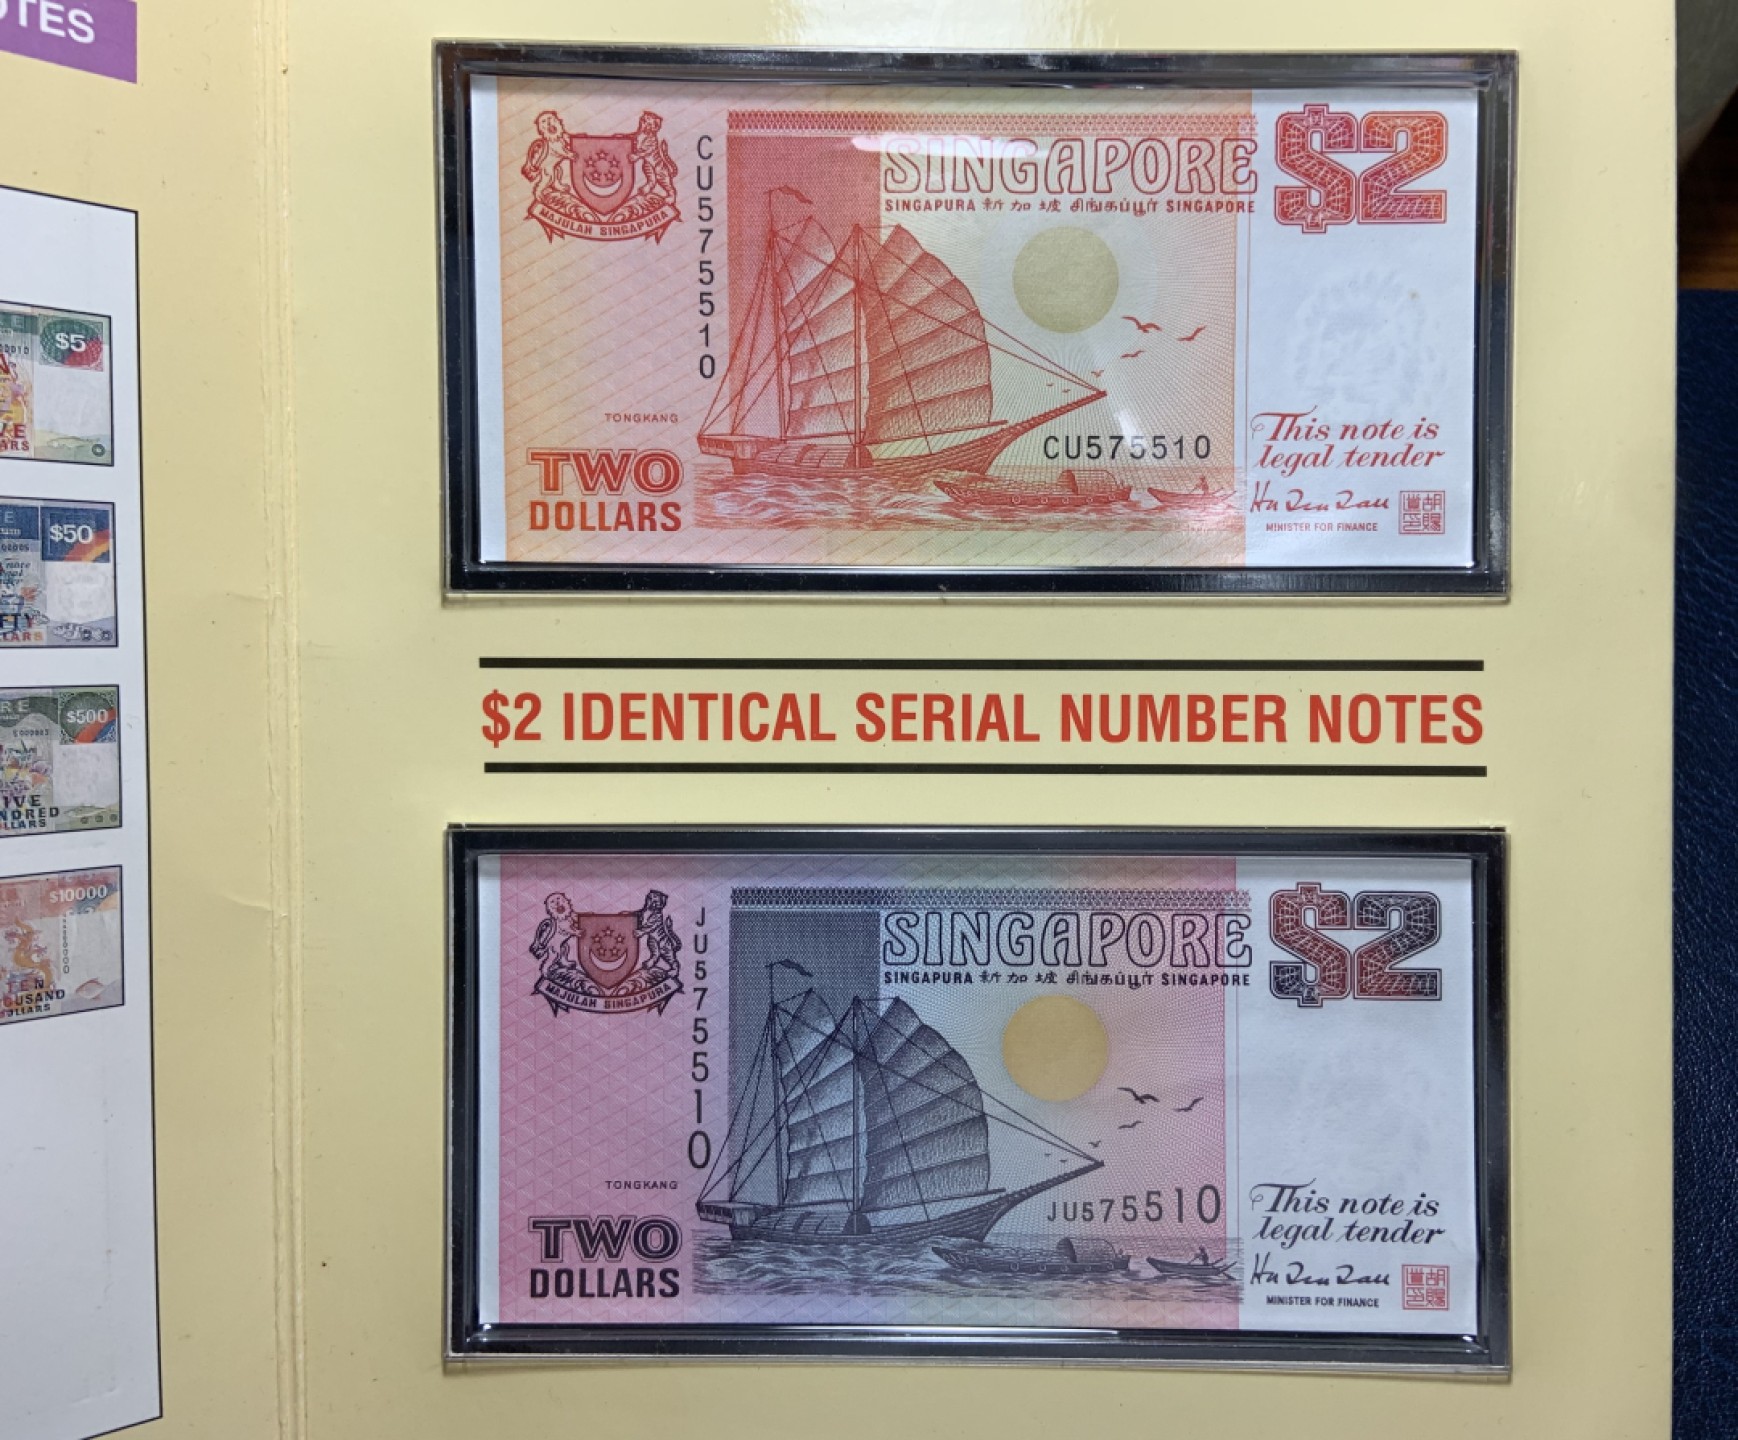 $5
$50
$500
$10000
SINGAPORE
SINGAPURA 新加坡 சிங்கப்பூர் SINGAPORE
$2
MAJULAH SINGAPURA
CU575510
TONGKANG
TWO
DOLLARS
CU575510
This note is
legal tender
MINISTER FOR FINANCE
$2 IDENTICAL SERIAL NUMBER NOTES
SINGAPORE
SINGAPURA 新加坡 சிங்கப்பூர் SINGAPORE
$2
MAJULAH SINGAPURA
JU575510
TONGKANG
TWO
DOLLARS
JU575510
This note is
legal tender
MINISTER FOR FINANCE